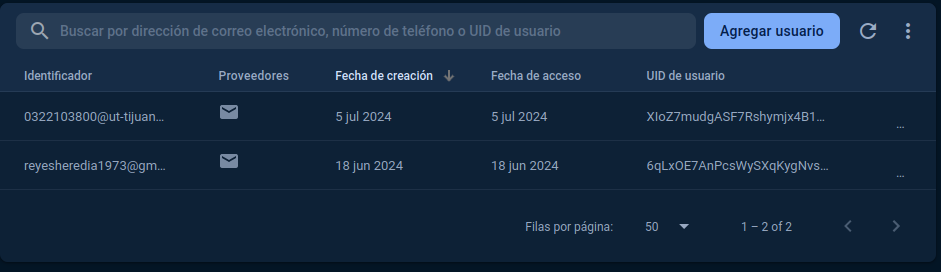 Buscar por dirección de correo electrónico, número de teléfono o UID de usuario Agregar usuario
Identificador Proveedores Fecha de creación Fecha de acceso UID de usuario
0322103800@ut-tijuan... 5 jul 2024 5 jul 2024 XIoZ7mudgASF7Rshymjx4B1... ...
reyesheredia1973@gm... 18 jun 2024 18 jun 2024 6qLxOE7AnPcsWySXqKygNvs... ...
Filas por página: 50 1 – 2 of 2